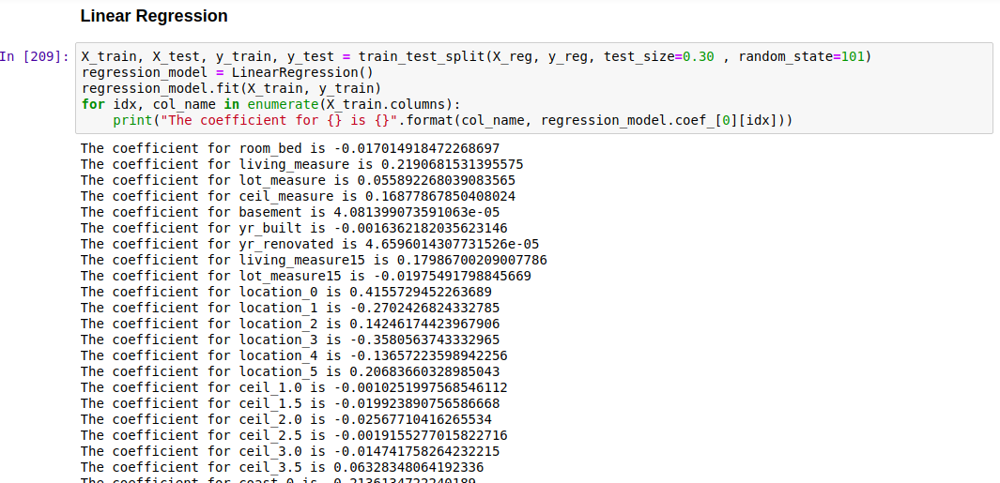 Linear Regression
In [209]: X_train, X_test, y_train, y_test = train_test_split(X_reg, y_reg, test_size=0.30 , random_state=101)
regression_model = LinearRegression()
regression_model.fit(X_train, y_train)
for idx, col_name in enumerate(X_train.columns):
    print("The coefficient for {} is {}".format(col_name, regression_model.coef_[0][idx]))
The coefficient for room_bed is -0.017014918472268697
The coefficient for living_measure is 0.2190681531395575
The coefficient for lot_measure is 0.055892268039083565
The coefficient for ceil_measure is 0.16877867850408024
The coefficient for basement is 4.081399073591063e-05
The coefficient for yr_built is -0.0016362182035623146
The coefficient for yr_renovated is 4.6596014307731526e-05
The coefficient for living_measure15 is 0.17986700209007786
The coefficient for lot_measure15 is -0.01975491798845669
The coefficient for location_0 is 0.4155729452263689
The coefficient for location_1 is -0.2702426824332785
The coefficient for location_2 is 0.14246174423967906
The coefficient for location_3 is -0.3580563743332965
The coefficient for location_4 is -0.13657223598942256
The coefficient for location_5 is 0.20683660328985043
The coefficient for ceil_1.0 is -0.0010251997568546112
The coefficient for ceil_1.5 is -0.019923890756586668
The coefficient for ceil_2.0 is -0.02567710416265534
The coefficient for ceil_2.5 is -0.0019155277015822716
The coefficient for ceil_3.0 is -0.014741758264232215
The coefficient for ceil_3.5 is 0.06328348064192336
The coefficient for coast_0 is